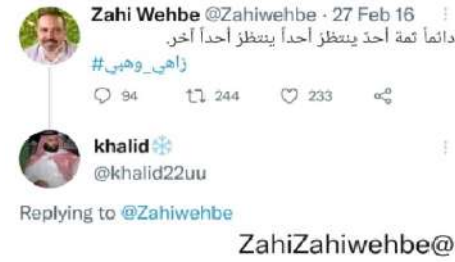 Zahi Wehbe @Zahiwehbe · 27 Feb 16
دائماً ثمة أحدٌ ينتظرَ أحداً ينتظرَ أحداً آخر.
#زاهي_وهبي
94 244 233
khalid❄️
@khalid22uu
Replying to @Zahiwehbe
ZahiZahiwehbe@